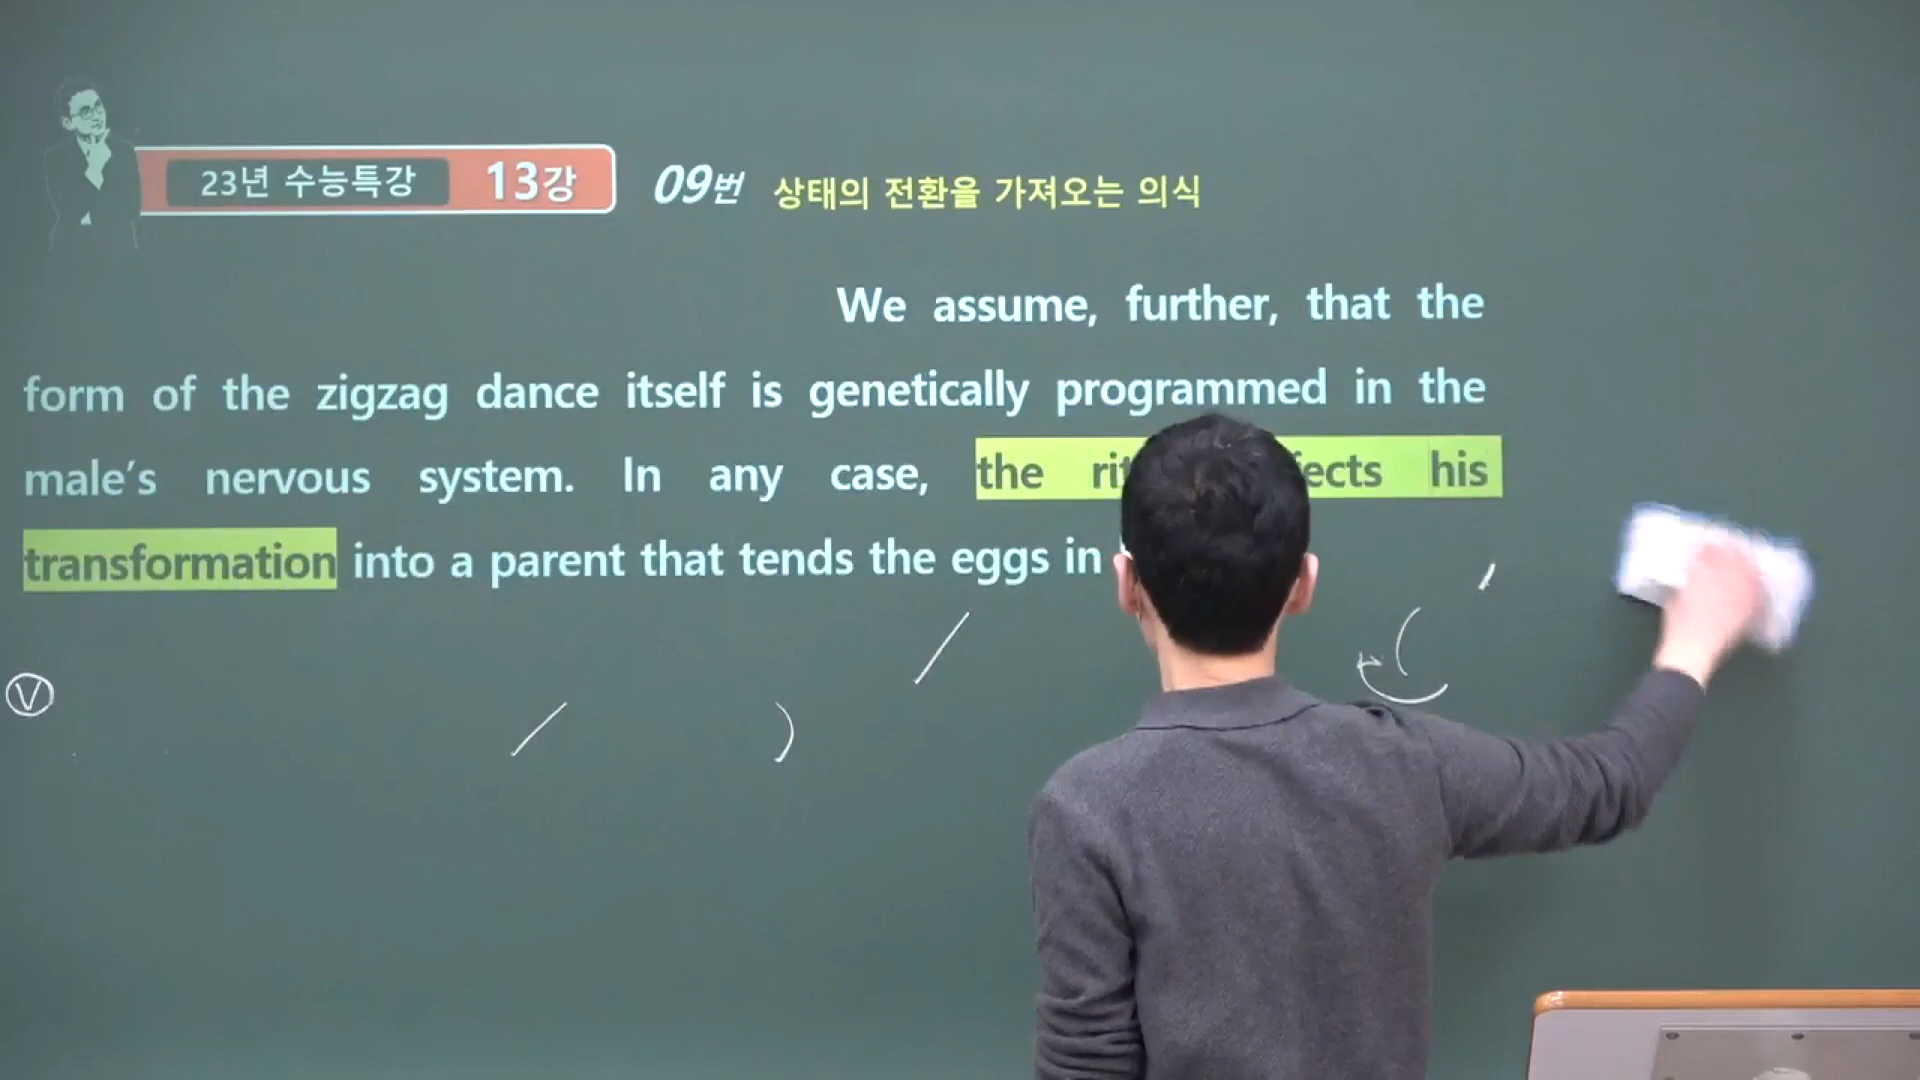 23년 수능특강 13강 09번 상태의 전환을 가져오는 의식
We assume, further, that the
form of the zigzag dance itself is genetically programmed in the
male's nervous system. In any case, the his
transformation into a parent that tends the eggs in
V